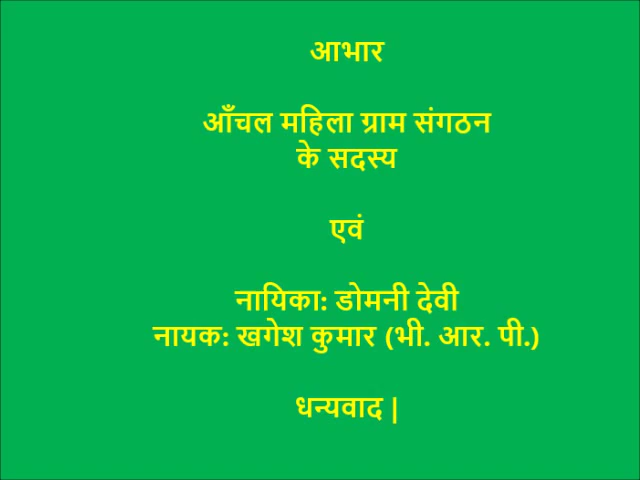 आभार
आँचल महिला ग्राम संगठन
के सदस्य
एवं
नायिका: डोमनी देवी
नायक: खगेश कुमार (भी. आर. पी.)
धन्यवाद |